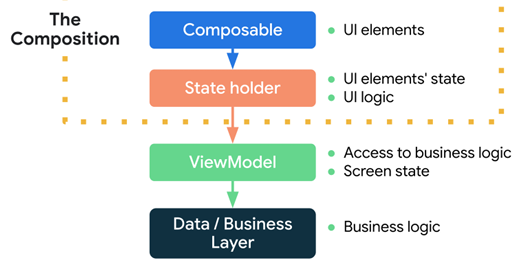 The
Composition
Composable
UI elements
State holder
UI elements' state
UI logic
ViewModel
Access to business logic
Screen state
Data / Business
Layer
Business logic